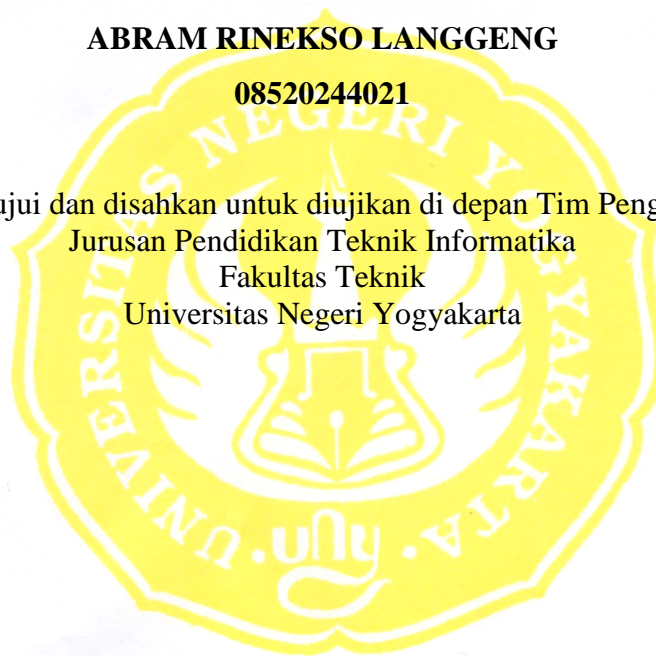 ABRAM RINEKSO LANGGENG
08520244021
ujui dan disahkan untuk diujikan di depan Tim Peng
Jurusan Pendidikan Teknik Informatika
Fakultas Teknik
Universitas Negeri Yogyakarta
UNIVERSITAS NEGERI YOGYAKARTA
uny